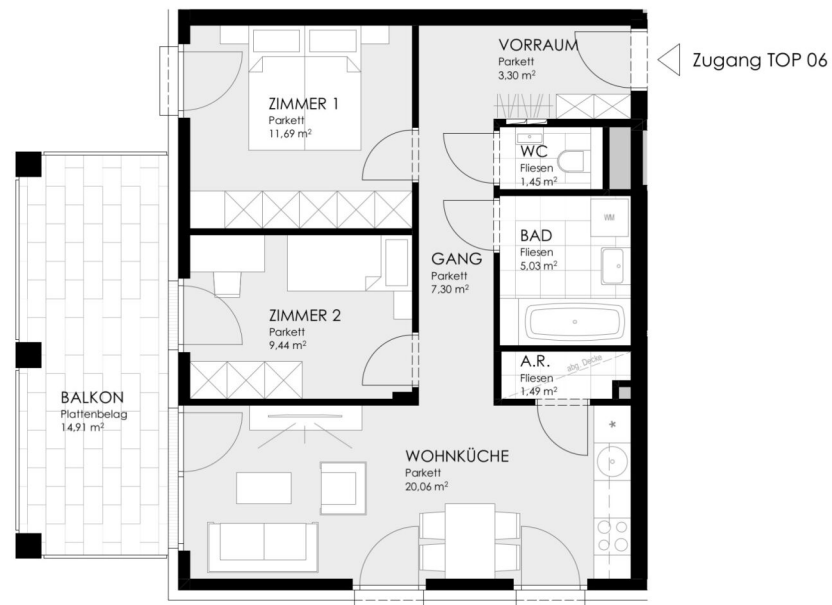 VORRAUM
Parkett
3,30 m²
Zugang TOP 06
ZIMMER 1
Parkett
11,69 m²
WC
Fliesen
1,45 m²
WM
BAD
Fliesen
5,03 m²
GANG
Parkett
7,30 m²
ZIMMER 2
Parkett
9,44 m²
A.R.
Fliesen
1,49 m²
abg. Decke
BALKON
Plattenbelag
14,91 m²
WOHNKÜCHE
Parkett
20,06 m²
*